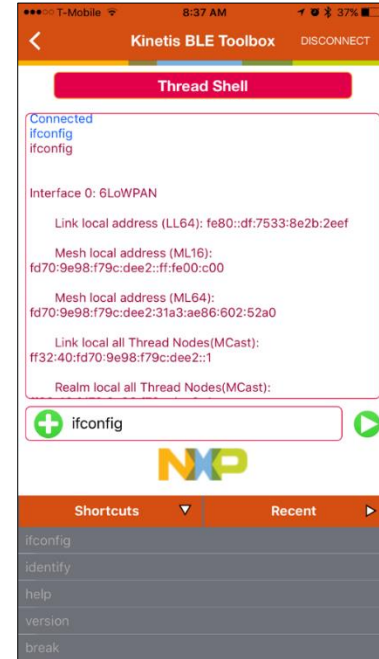 T-Mobile 8:37 AM 37%
Kinetis BLE Toolbox DISCONNECT
Thread Shell
Connected
ifconfig
ifconfig
Interface 0: 6LoWPAN
Link local address (LL64): fe80::df:7533:8e2b:2eef
Mesh local address (ML16):
fd70:9e98:f79c:dee2::ff:fe00:c00
Mesh local address (ML64):
fd70:9e98:f79c:dee2:31a3:ae86:602:52a0
Link local all Thread Nodes(MCast):
ff32:40:fd70:9e98:f79c:dee2::1
Realm local all Thread Nodes(MCast):
ifconfig
NXP
Shortcuts Recent
ifconfig
identify
help
version
break